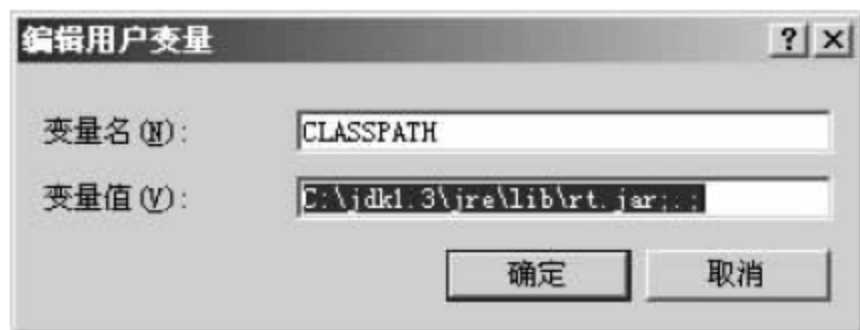 编辑用户变量
变量名(N): CLASSPATH
变量值(V): C:\jdk1.3\jre\lib\rt.jar;.;
确定 取消